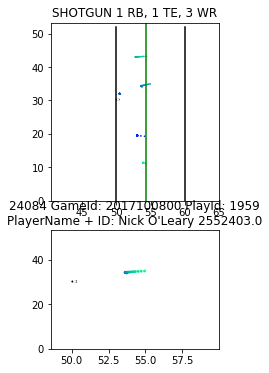 SHOTGUN 1 RB, 1 TE, 3 WR
50
40
30
20
10
0
45 50 55 60 65
24084 GameId: 2017100800 PlayId: 1959
PlayerName + ID: Nick O'Leary 2552403.0
40
20
0
50.0 52.5 55.0 57.5